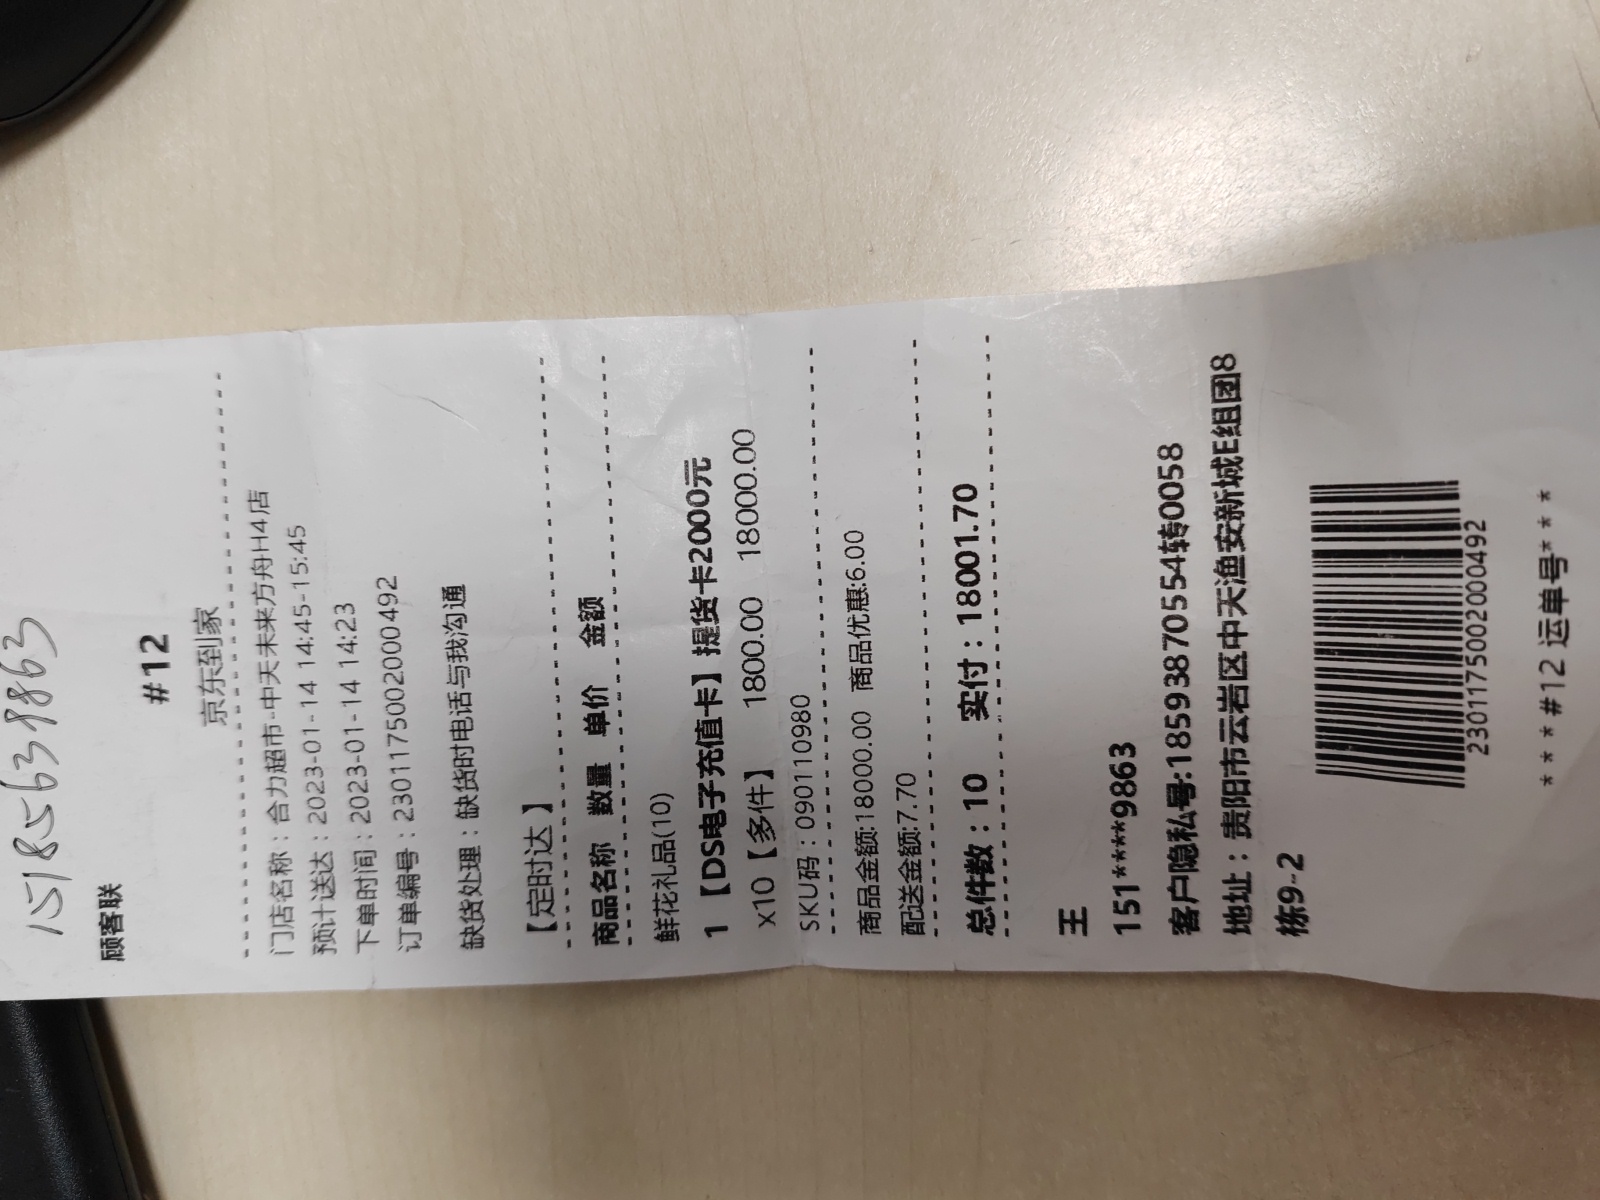 15185639863
顾客联
#12
京东到家
门店名称：合力超市-中天未来方舟H4店
预计送达：2023-01-14 14:45-15:45
下单时间：2023-01-14 14:23
订单编号：2301175002000492
缺货处理：缺货时电话与我沟通
【定时达】
商品名称 数量 单价 金额
鲜花礼品(10)
1【DS电子充值卡】提货卡2000元
x10【多件】 1800.00 18000.00
SKU码：090110980
商品金额:18000.00 商品优惠:6.00
配送金额:7.70
总件数：10 实付：18001.70
王
151****9863
客户隐私号:18593870554转0058
地址：贵阳市云岩区中天渔安新城E组团8
栋9-2
2301175002000492
***#12 运单号***